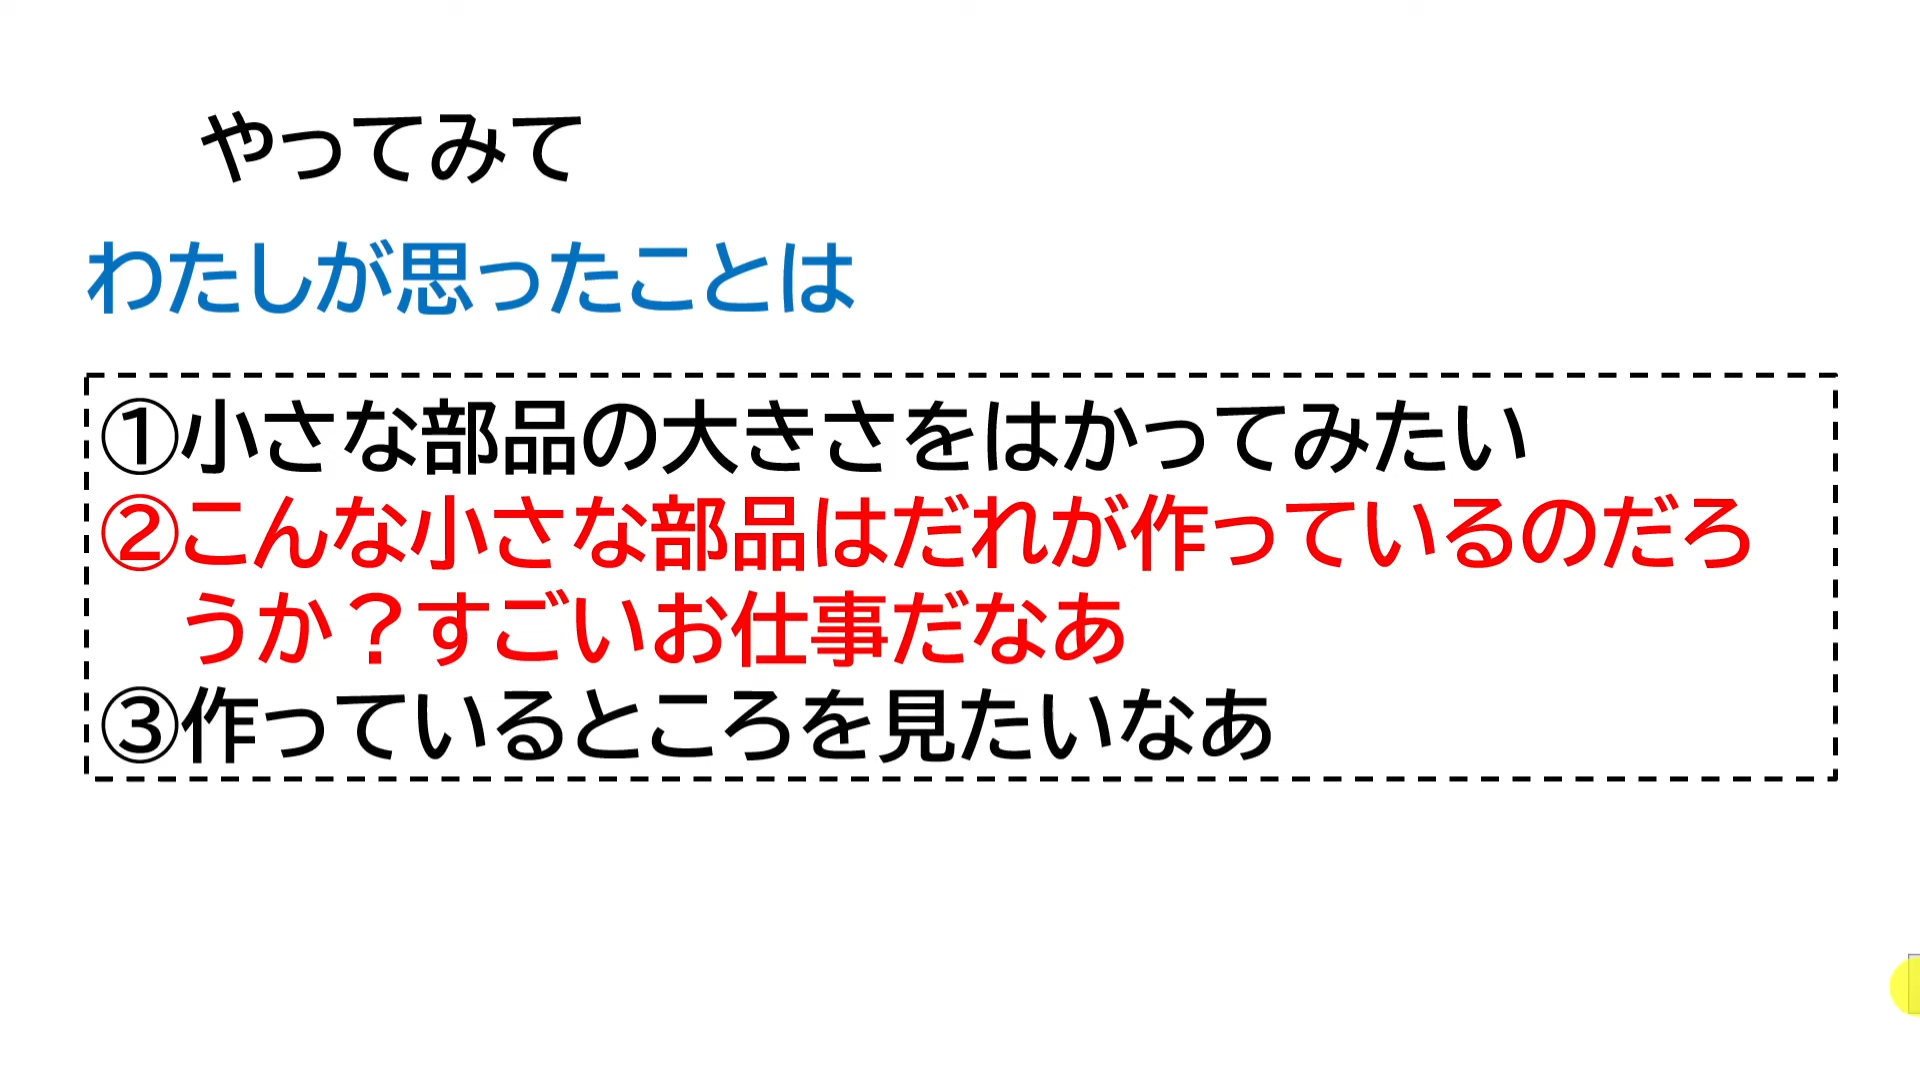 やってみて
わたしが思ったことは
①小さな部品の大きさをはかってみたい
②こんな小さな部品はだれが作っているのだろ
うか？すごいお仕事だなあ
③作っているところを見たいなあ